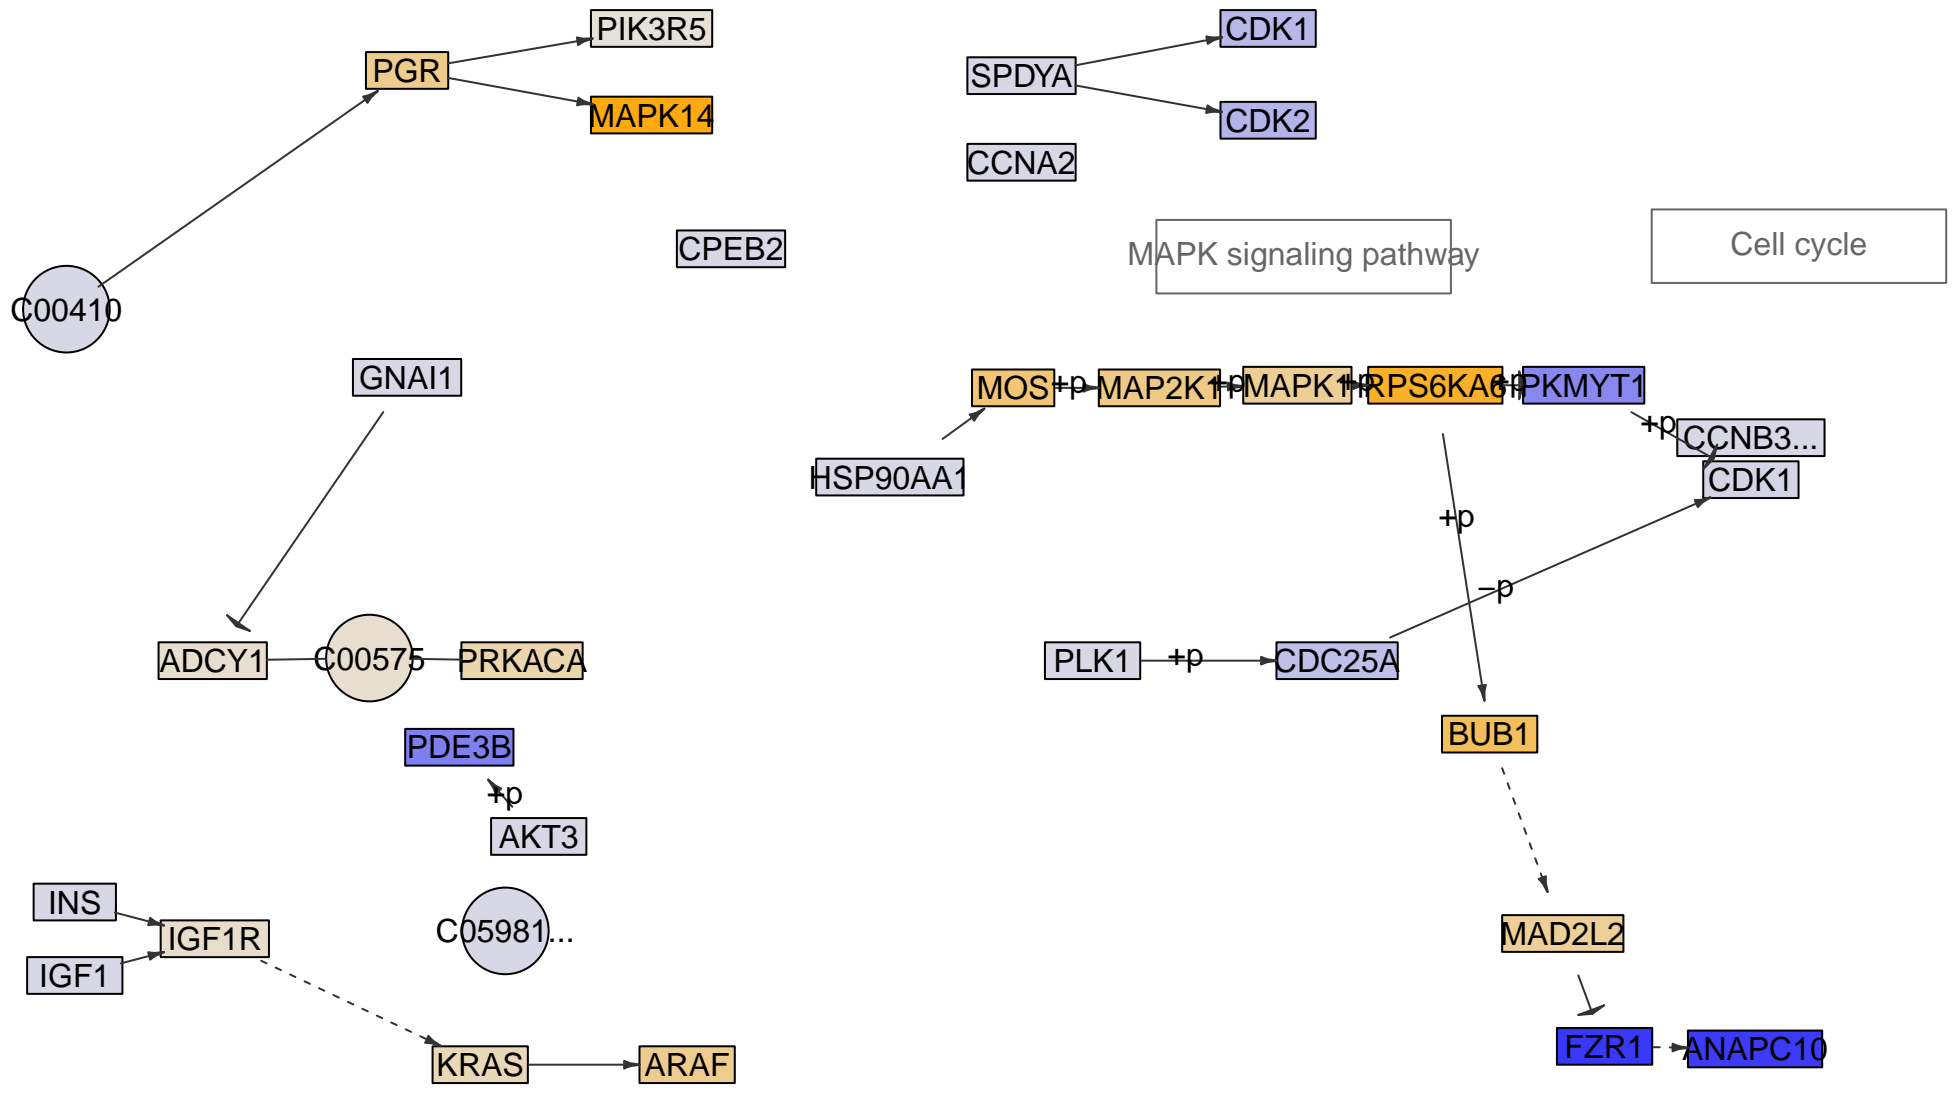 PIK3R5
CDK1
PGR
SPDYA
MAPK14
CDK2
CCNA2
CPEB2
MAPK signaling pathway
Cell cycle
C00410
GNAI1
MOS
+p
MAP2K1
+p
MAPK1
+p
RPS6KA6
+p
PKMYT1
+p
CCNB3...
HSP90AA1
CDK1
+p
−p
ADCY1
C00575
PRKACA
PLK1
+p
CDC25A
BUB1
PDE3B
+p
AKT3
INS
IGF1R
C05981...
MAD2L2
IGF1
KRAS
ARAF
FZR1
ANAPC10